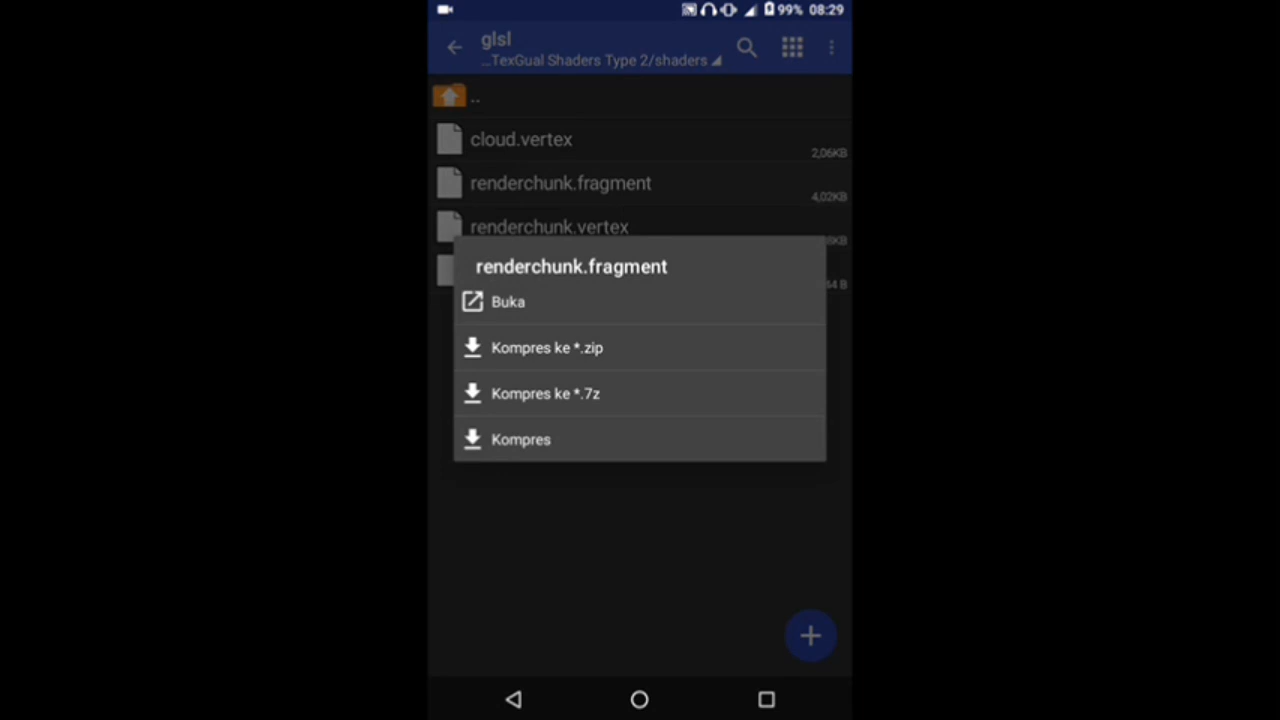 99% 08:29
glsl
...TexGual Shaders Type 2/shaders
..
cloud.vertex
2,06KB
renderchunk.fragment
4,02KB
renderchunk.vertex
renderchunk.fragment
Buka
Kompres ke *.zip
Kompres ke *.7z
Kompres